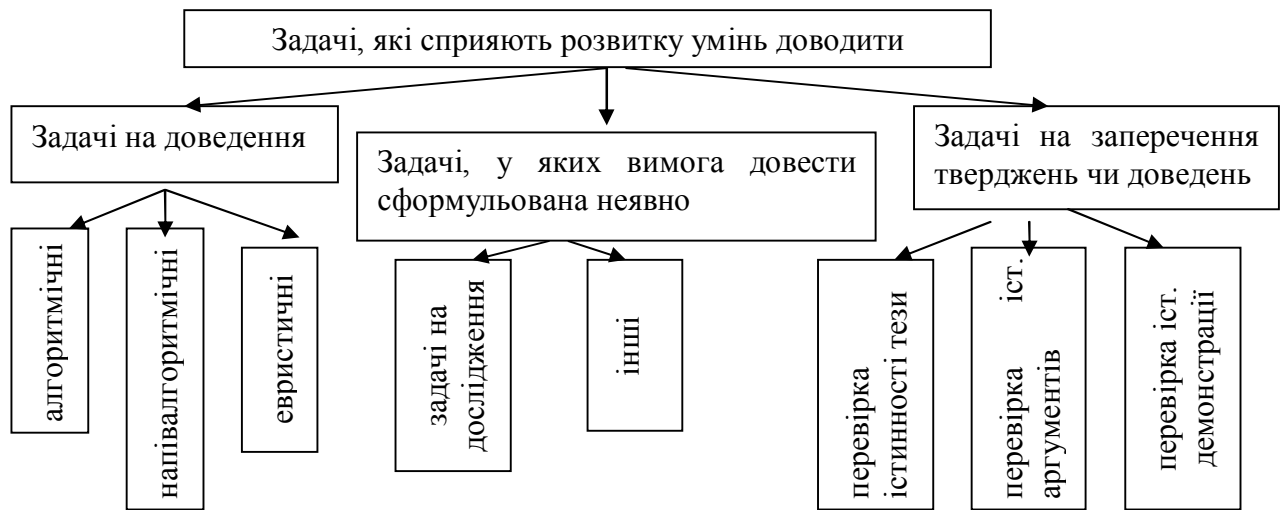 Задачі, які сприяють розвитку умінь доводити
Задачі на доведення
Задачі, у яких вимога довести
сформульована неявно
Задачі на заперечення
тверджень чи доведень
алгоритмічні
напівалгоритмічні
евристичні
задачі на
дослідження
інші
перевірка
істинності тези
перевірка іст.
аргументів
перевірка іст.
демонстрації